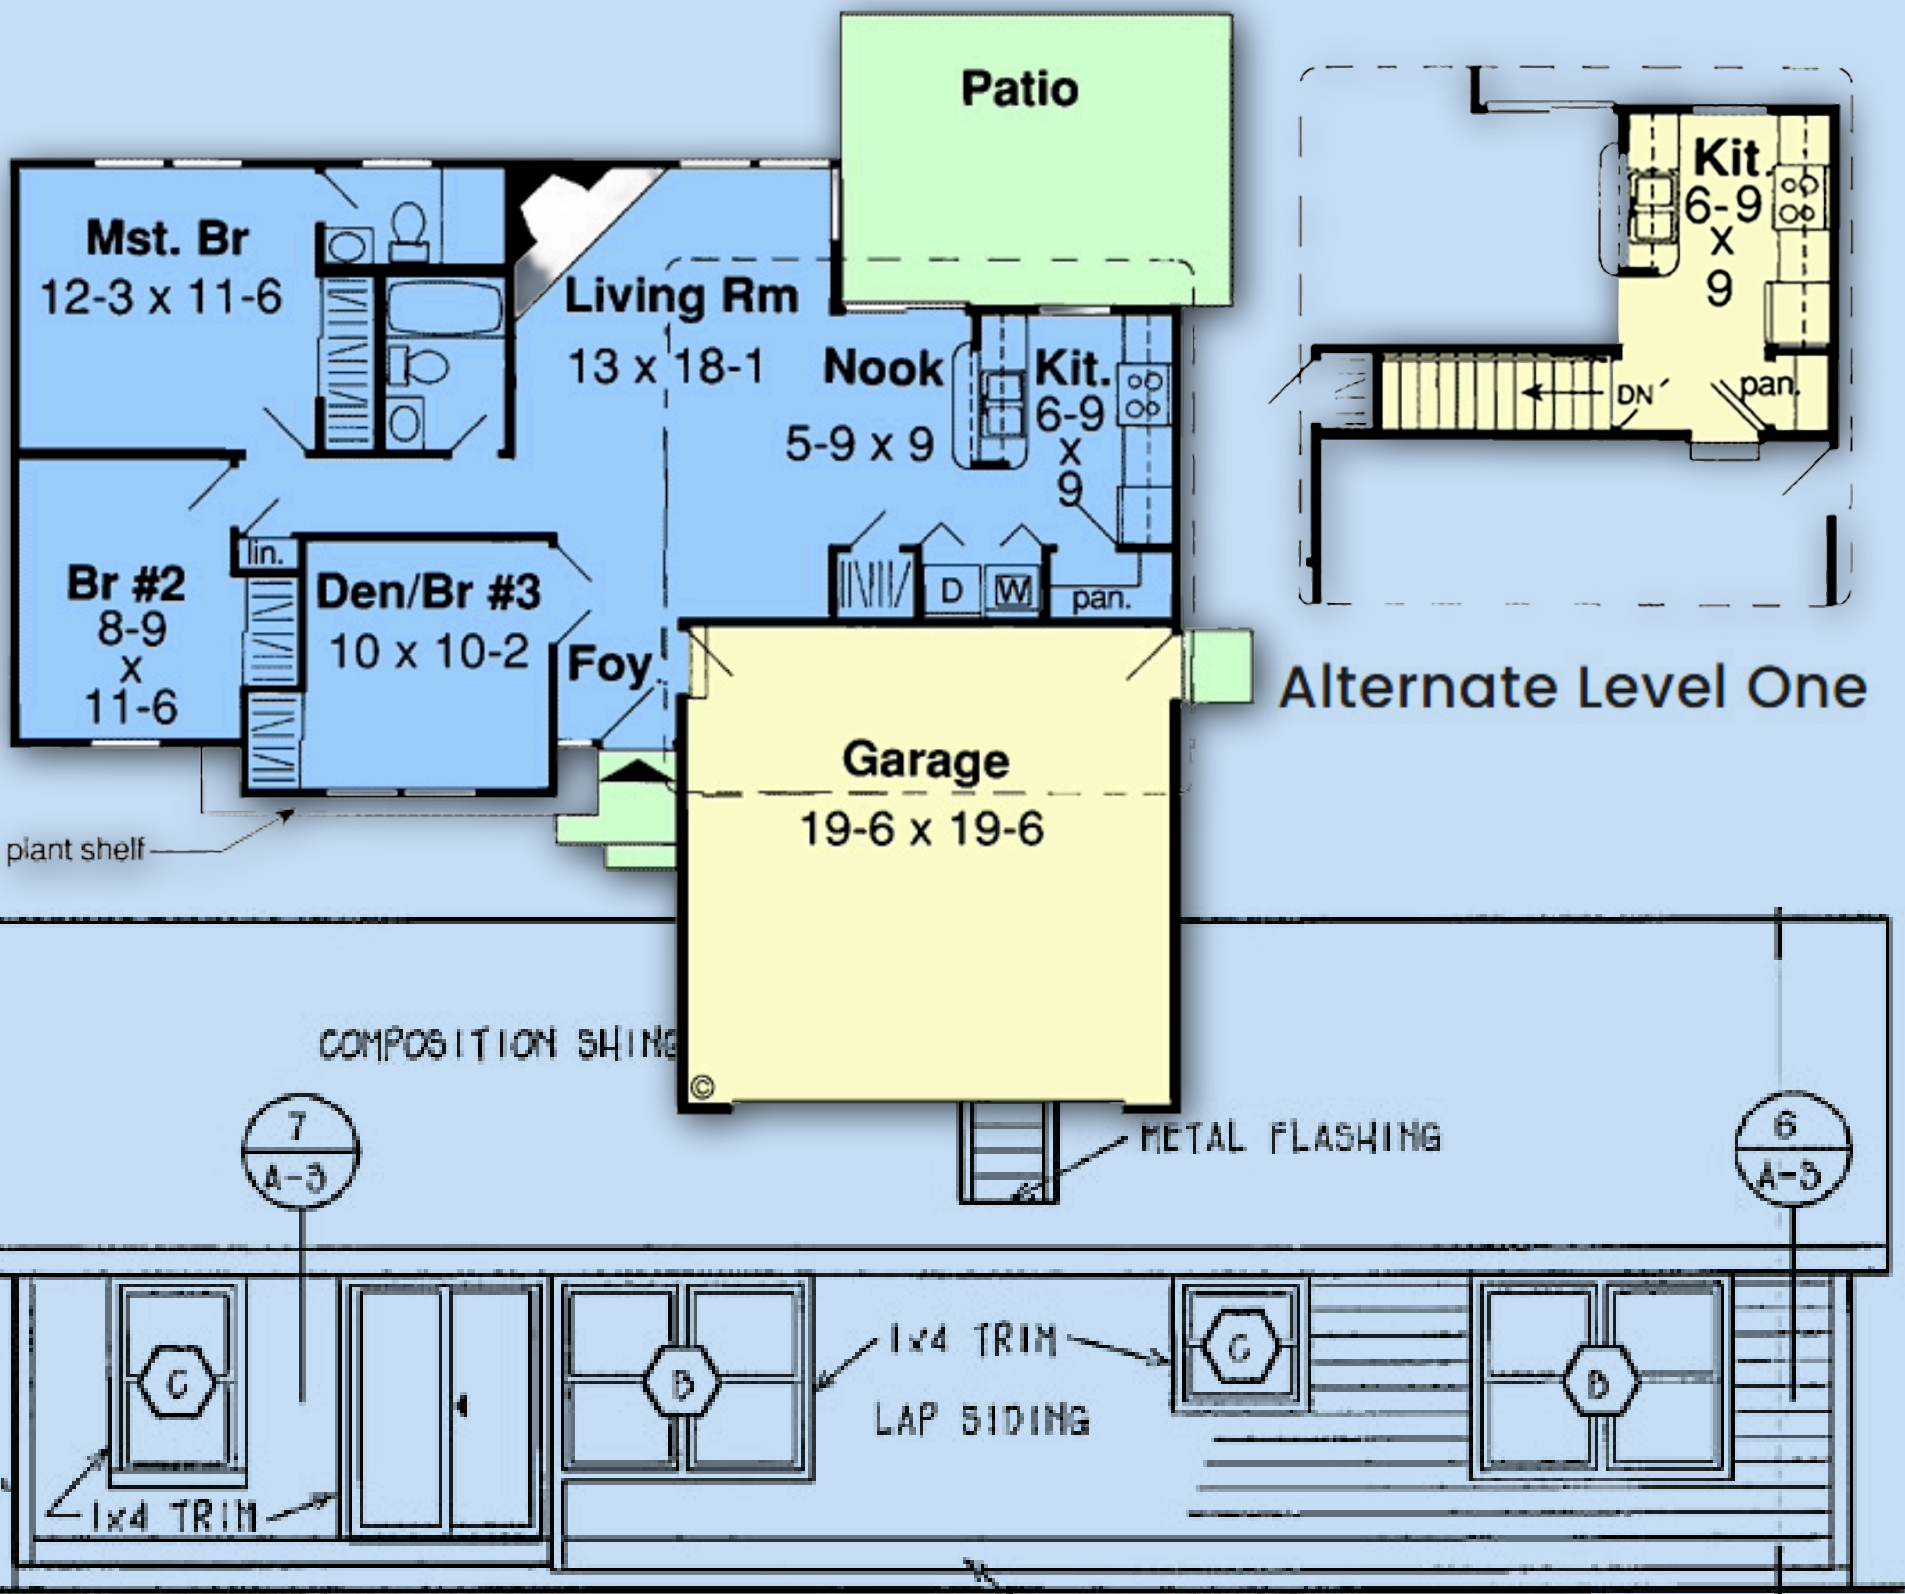 Patio
Mst. Br
12-3 x 11-6
Living Rm
13 x 18-1
Nook
5-9 x 9
Kit.
6-9
x
9
Br #2
8-9
x
11-6
lin.
Den/Br #3
10 x 10-2
Foy.
D
W
pan.
Garage
19-6 x 19-6
©
plant shelf
Kit.
6-9
x
9
DN
pan.
Alternate Level One
COMPOSITION SHING
7
A-3
METAL FLASHING
6
A-3
C
D
1x4 TRIM
LAP SIDING
C
D
1x4 TRIM